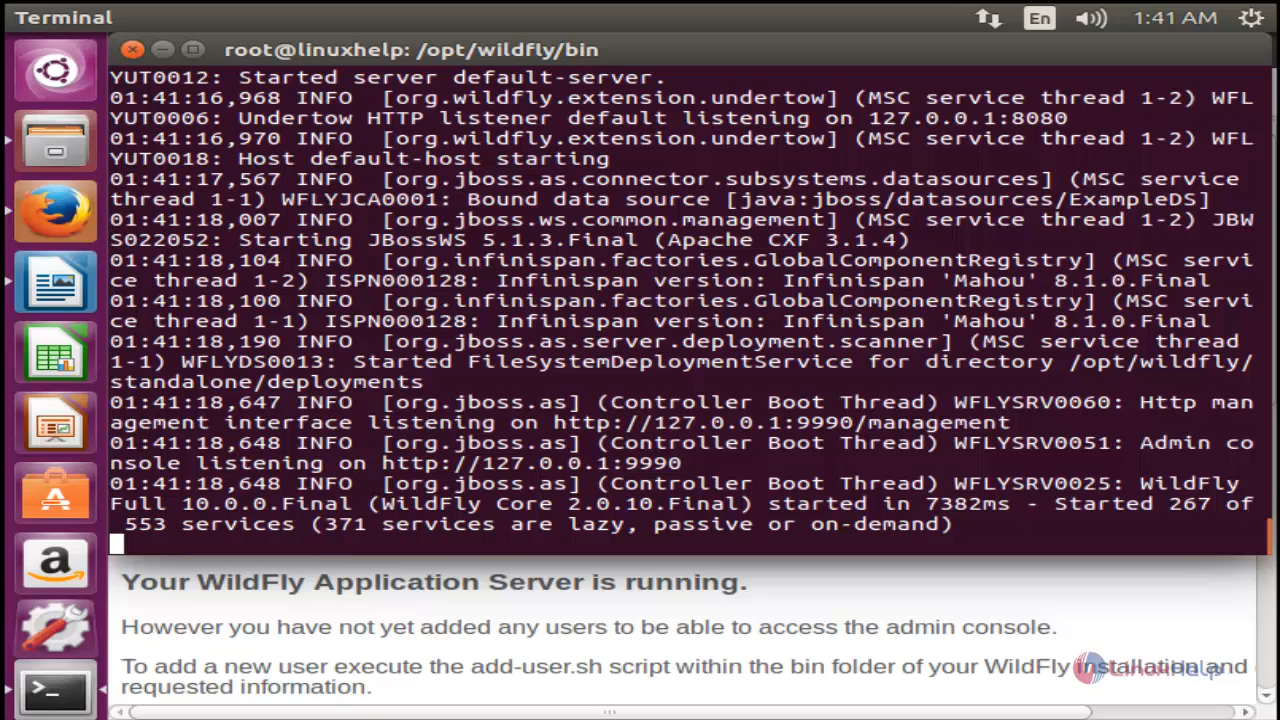 Terminal
En
1:41 AM
root@linuxhelp: /opt/wildfly/bin
YUT0012: Started server default-server.
01:41:16,968 INFO  [org.wildfly.extension.undertow] (MSC service thread 1-2) WFL
YUT0006: Undertow HTTP listener default listening on 127.0.0.1:8080
01:41:16,970 INFO  [org.wildfly.extension.undertow] (MSC service thread 1-2) WFL
YUT0018: Host default-host starting
01:41:17,567 INFO  [org.jboss.as.connector.subsystems.datasources] (MSC service
thread 1-1) WFLYJCA0001: Bound data source [java:jboss/datasources/ExampleDS]
01:41:18,007 INFO  [org.jboss.ws.common.management] (MSC service thread 1-2) JBW
S022052: Starting JBossWS 5.1.3.Final (Apache CXF 3.1.4)
01:41:18,104 INFO  [org.infinispan.factories.GlobalComponentRegistry] (MSC servi
ce thread 1-2) ISPN000128: Infinispan version: Infinispan 'Mahou' 8.1.0.Final
01:41:18,100 INFO  [org.infinispan.factories.GlobalComponentRegistry] (MSC servi
ce thread 1-1) ISPN000128: Infinispan version: Infinispan 'Mahou' 8.1.0.Final
01:41:18,190 INFO  [org.jboss.as.server.deployment.scanner] (MSC service thread
1-1) WFLYDS0013: Started FileSystemDeploymentService for directory /opt/wildfly/
standalone/deployments
01:41:18,647 INFO  [org.jboss.as] (Controller Boot Thread) WFLYSRV0060: Http man
agement interface listening on http://127.0.0.1:9990/management
01:41:18,648 INFO  [org.jboss.as] (Controller Boot Thread) WFLYSRV0051: Admin co
nsole listening on http://127.0.0.1:9990
01:41:18,648 INFO  [org.jboss.as] (Controller Boot Thread) WFLYSRV0025: WildFly
Full 10.0.0.Final (WildFly Core 2.0.10.Final) started in 7382ms - Started 267 of
553 services (371 services are lazy, passive or on-demand)
Your WildFly Application Server is running.
However you have not yet added any users to be able to access the admin console.
To add a new user execute the add-user.sh script within the bin folder of your WildFly installation and
requested information.
LinuxHelp